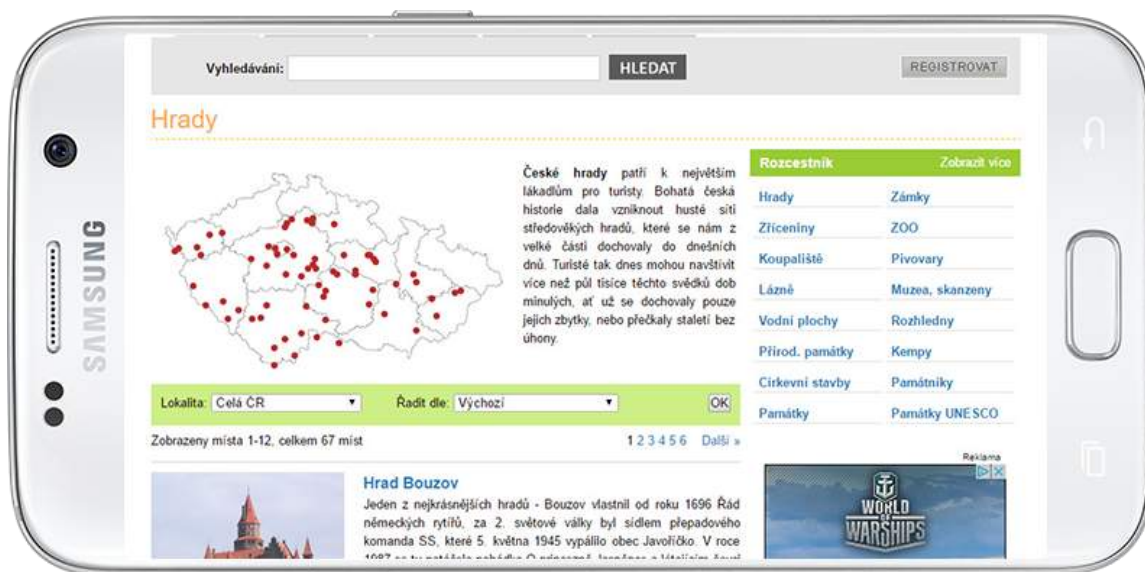 SAMSUNG
Vyhledávání:
HLEDAT
REGISTROVAT
Hrady
České hrady patří k největším
lákadlům pro turisty. Bohatá česká
historie dala vzniknout husté síti
středověkých hradů, které se nám z
velké části dochovaly do dnešních
dnů. Turisté tak dnes mohou navštívit
více než půl tisíce těchto svědků dob
minulých, ať už se dochovaly pouze
jejich zbytky, nebo přečkaly staletí bez
úhony.
Rozcestník Zobrazit více
Hrady Zámky
Zříceniny ZOO
Koupaliště Pivovary
Lázně Muzea, skanzeny
Vodní plochy Rozhledny
Přírod. památky Kempy
Církevní stavby Památníky
Památky Památky UNESCO
Lokalita: Celá ČR Řadit dle: Výchozí OK
Zobrazeny místa 1-12, celkem 67 míst 1 2 3 4 5 6 Další »
Reklama
WORLD
OF
WARSHIPS
Hrad Bouzov
Jeden z nejkrásnějších hradů - Bouzov vlastnil od roku 1696 Řád
německých rytířů, za 2. světové války byl sídlem přepadového
komanda SS, které 5. května 1945 vypálilo obec Javoříčko. V roce